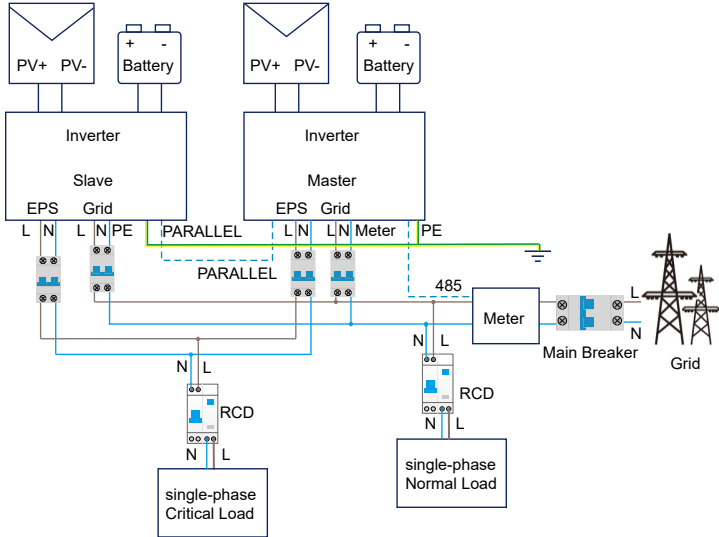 PV+ PV-
+ -
Battery
PV+ PV-
+ -
Battery
Inverter
Slave
EPS Grid
Inverter
Master
EPS Grid
L N L N PE
PARALLEL
L N L N Meter PE
PARALLEL
485
Meter
L
N
Main Breaker
Grid
N L
RCD
N L
single-phase
Critical Load
N L
RCD
N L
single-phase
Normal Load